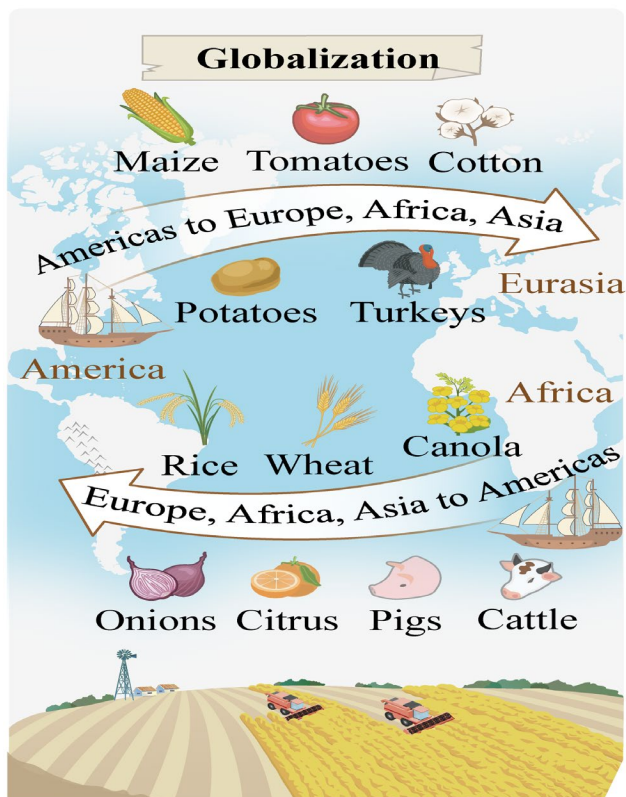 Globalization
Maize Tomatoes Cotton
Americas to Europe, Africa, Asia
Eurasia
Potatoes Turkeys
America
Africa
Rice Wheat Canola
Europe, Africa, Asia to Americas
Onions Citrus Pigs Cattle